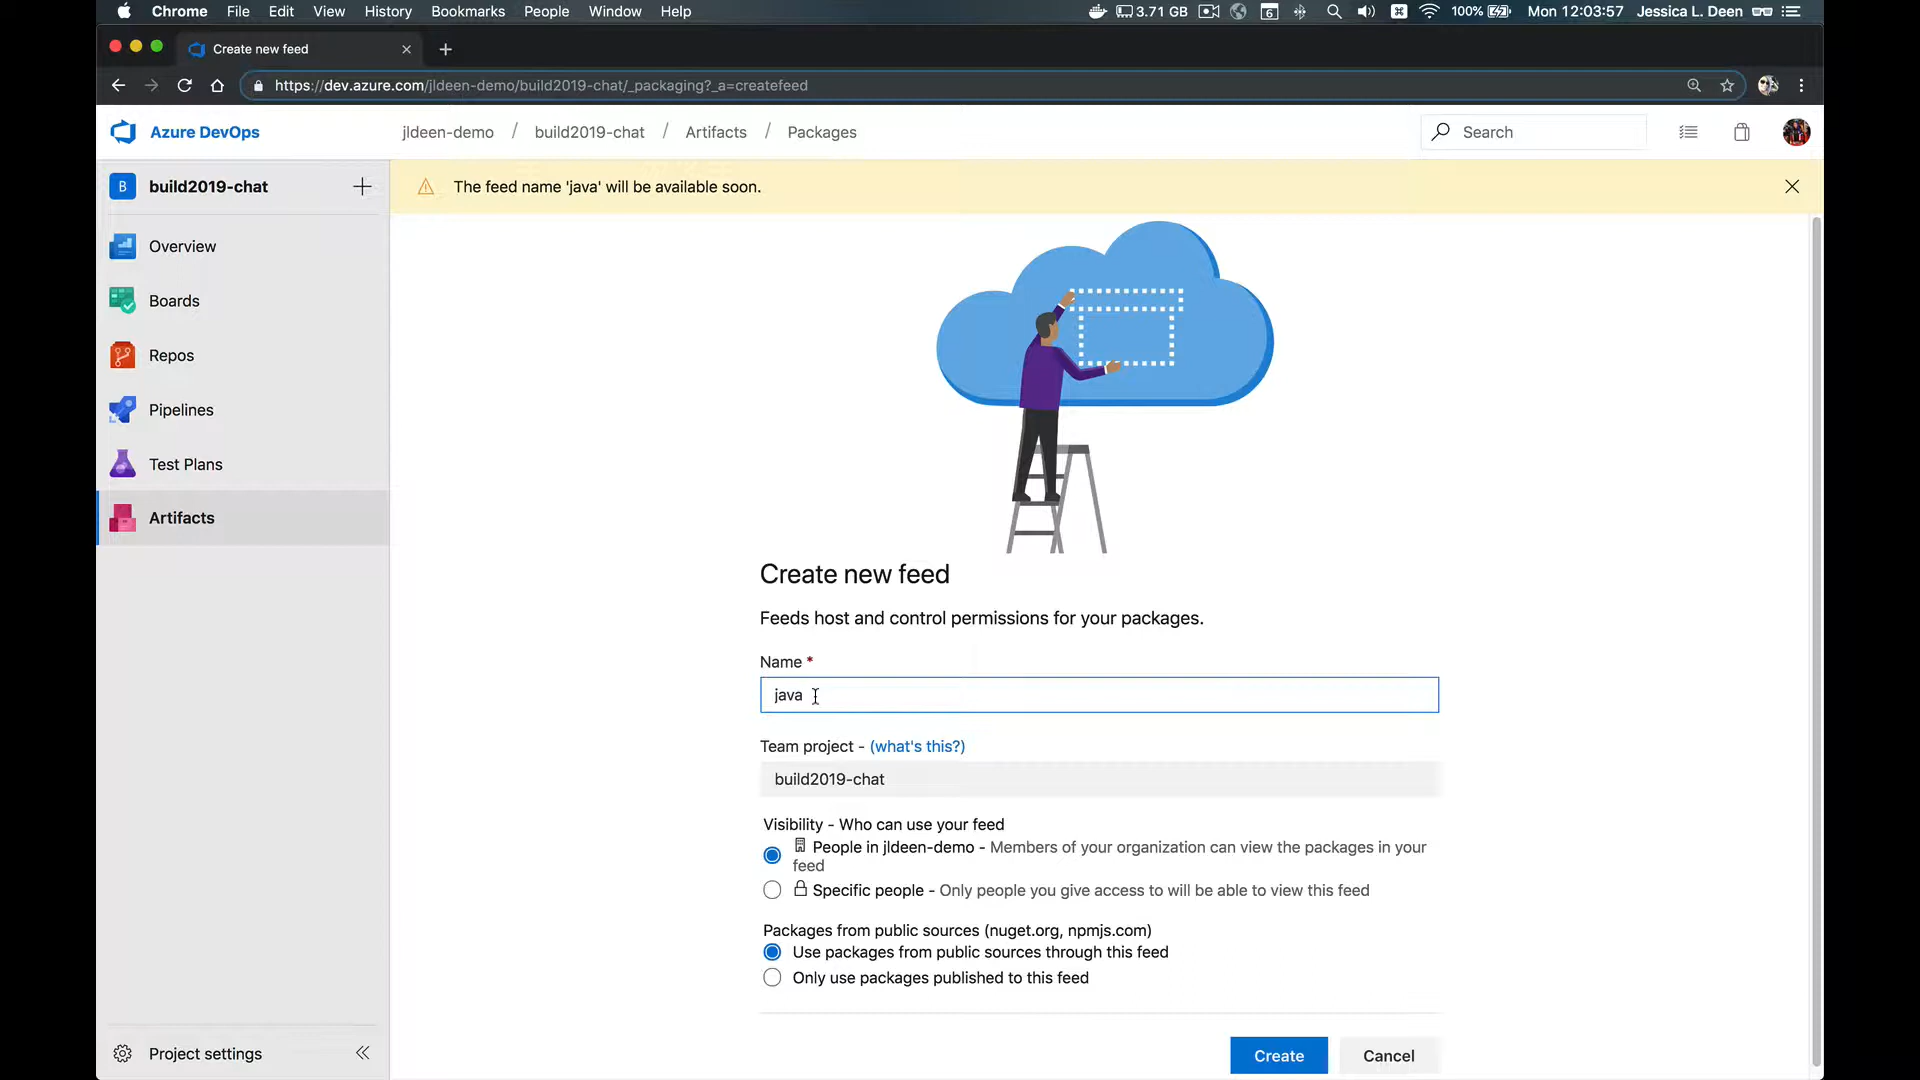 Chrome File Edit View History Bookmarks People Window Help 3.71 GB 6 100% Mon 12:03:57 Jessica L. Deen
Create new feed
https://dev.azure.com/jldeen-demo/build2019-chat/_packaging?_a=createfeed
Azure DevOps jldeen-demo / build2019-chat / Artifacts / Packages Search
B build2019-chat
The feed name 'java' will be available soon.
Overview
Boards
Repos
Pipelines
Test Plans
Artifacts
Create new feed
Feeds host and control permissions for your packages.
Name *
java
Team project - (what's this?)
build2019-chat
Visibility - Who can use your feed
People in jldeen-demo - Members of your organization can view the packages in your
feed
Specific people - Only people you give access to will be able to view this feed
Packages from public sources (nuget.org, npmjs.com)
Use packages from public sources through this feed
Only use packages published to this feed
Project settings
Create Cancel